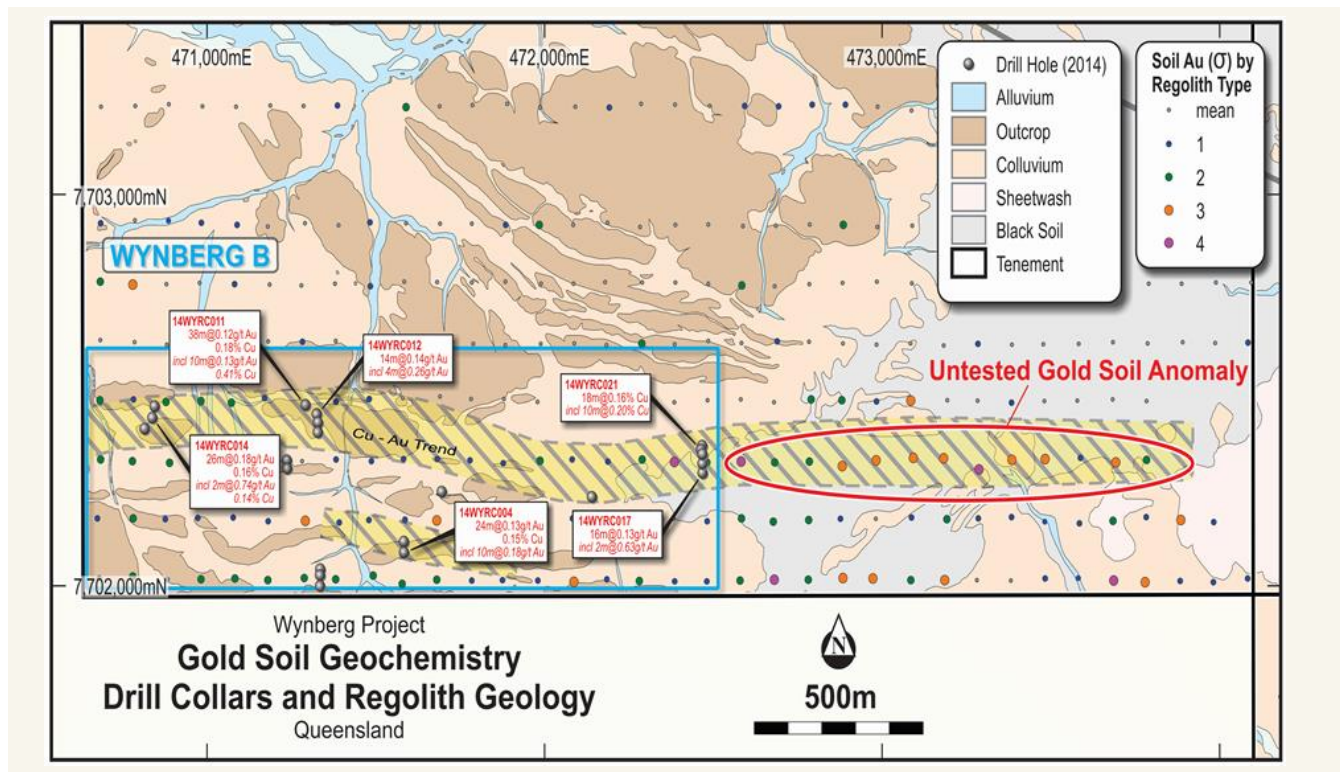 471,000mE
472,000mE
473,000mE
7,703,000mN
7,702,000mN
WYNBERG B
Drill Hole (2014)
Alluvium
Outcrop
Colluvium
Sheetwash
Black Soil
Tenement
Soil Au (σ) by
Regolith Type
mean
1
2
3
4
14WYRC011
38m@0.12g/t Au
0.18% Cu
incl 10m@0.13g/t Au
0.41% Cu
14WYRC012
14m@0.14g/t Au
incl 4m@0.26g/t Au
14WYRC021
18m@0.16% Cu
incl 10m@0.20% Cu
Untested Gold Soil Anomaly
Cu - Au Trend
14WYRC014
26m@0.18g/t Au
0.16% Cu
incl 2m@0.74g/t Au
0.14% Cu
14WYRC004
24m@0.13g/t Au
0.15% Cu
incl 10m@0.18g/t Au
14WYRC017
16m@0.13g/t Au
incl 2m@0.63g/t Au
Wynberg Project
Gold Soil Geochemistry
Drill Collars and Regolith Geology
Queensland
N
500m